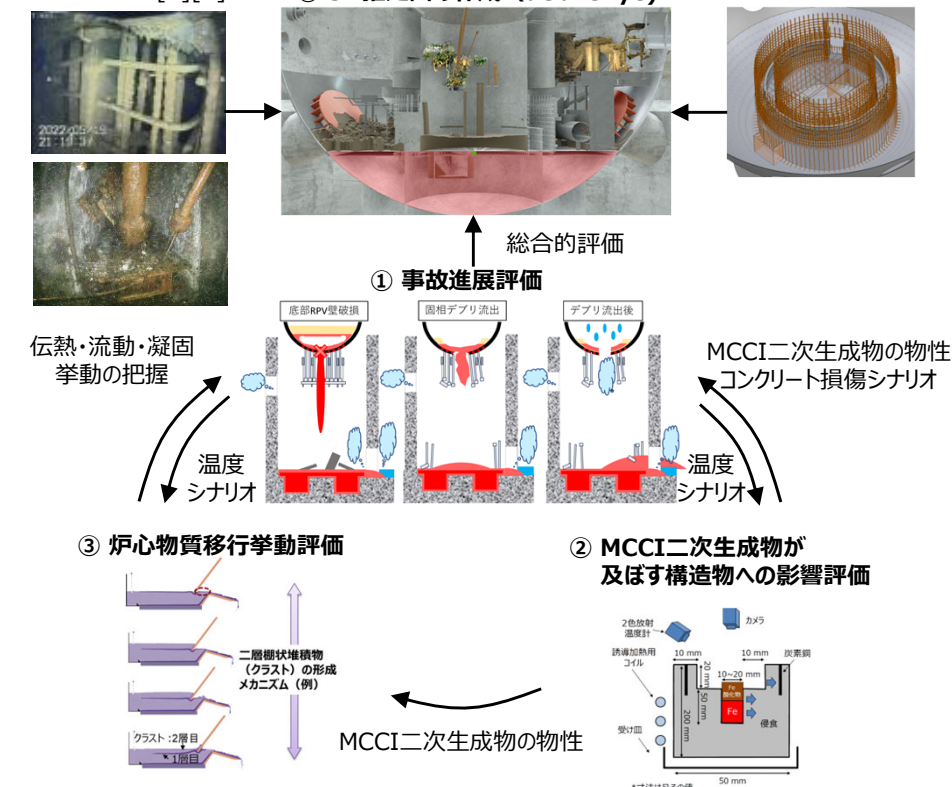 2022/05/19
21:19:37
総合的評価
① 事故進展評価
底部RPV壁破損
固相デブリ流出
デブリ流出後
伝熱・流動・凝固
挙動の把握
MCCI二次生成物の物性
コンクリート損傷シナリオ
温度
シナリオ
温度
シナリオ
③ 炉心物質移行挙動評価
② MCCI二次生成物が
及ぼす構造物への影響評価
二層棚状堆積物
（クラスト）の形成
メカニズム（例）
クラスト：2層目
1層目
MCCI二次生成物の物性
2色放射
温度計
カメラ
誘導加熱用
コイル
10 mm
10 mm
炭素鋼
20 mm
10~20 mm
Fe
酸化物
50 mm
Fe
200 mm
侵食
受け皿
50 mm